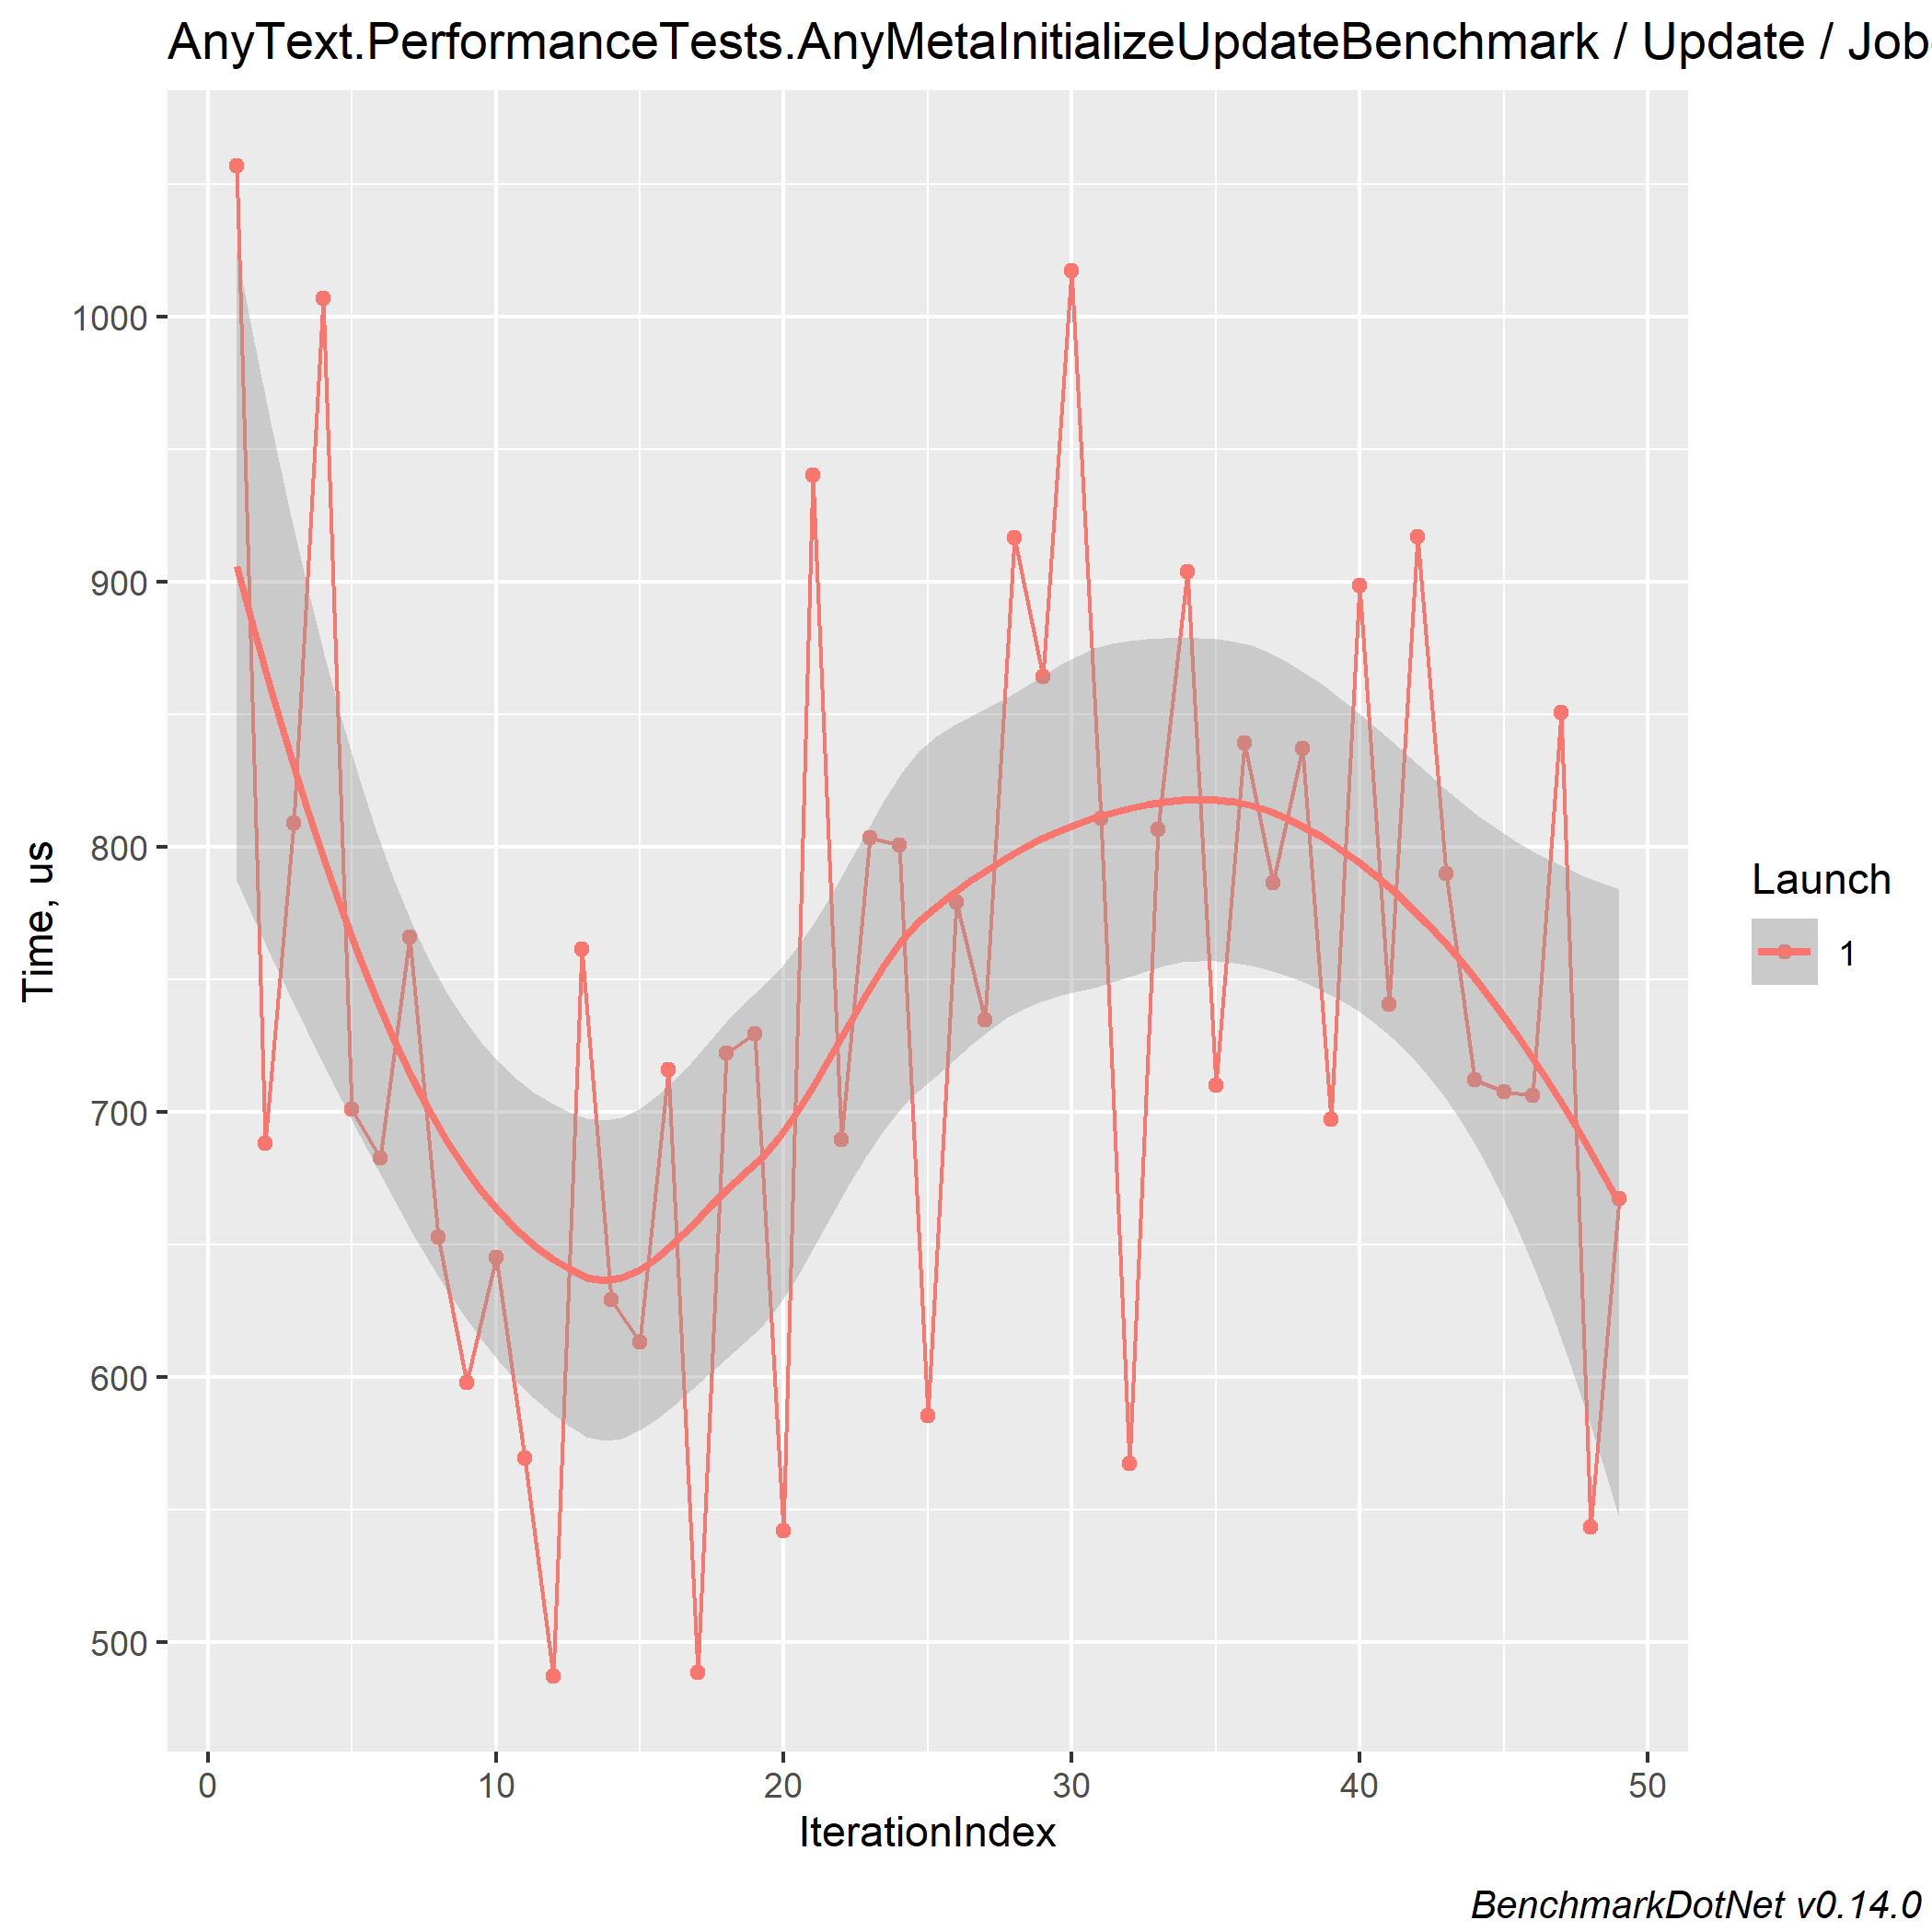 AnyText.PerformanceTests.AnyMetaInitializeUpdateBenchmark / Update / Job
1000
900
800
700
600
500
Time, us
0 10 20 30 40 50
IterationIndex
Launch
1
BenchmarkDotNet v0.14.0